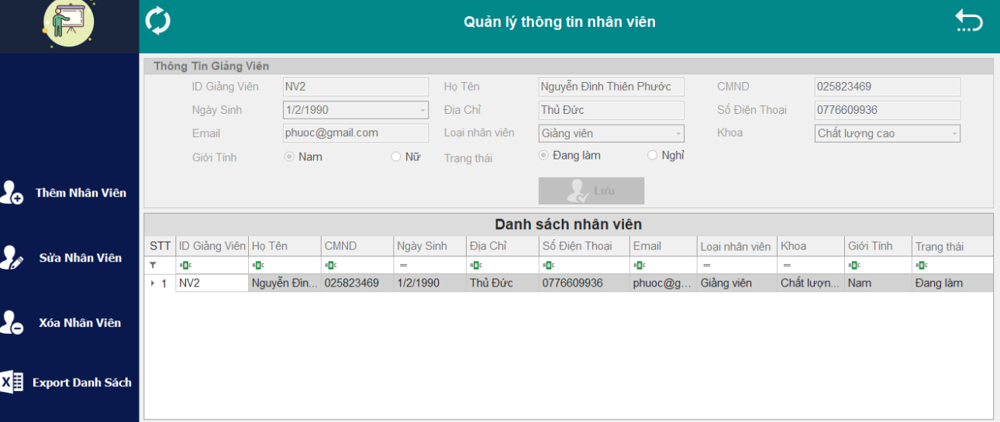 Quản lý thông tin nhân viên
Thông Tin Giảng Viên
ID Giảng Viên NV2 Họ Tên Nguyễn Đình Thiên Phước CMND 025823469
Ngày Sinh 1/2/1990 Địa Chỉ Thủ Đức Số Điện Thoại 0776609936
Email phuoc@gmail.com Loại nhân viên Giảng viên Khoa Chất lượng cao
Giới Tính Nam Nữ Trạng thái Đang làm Nghỉ
Lưu
Thêm Nhân Viên
Sửa Nhân Viên
Xóa Nhân Viên
Export Danh Sách
Danh sách nhân viên
STT ID Giảng Viên Họ Tên CMND Ngày Sinh Địa Chỉ Số Điện Thoại Email Loại nhân viên Khoa Giới Tính Trạng thái
1 NV2 Nguyễn Đìn... 025823469 1/2/1990 Thủ Đức 0776609936 phuoc@g... Giảng viên Chất lượn... Nam Đang làm